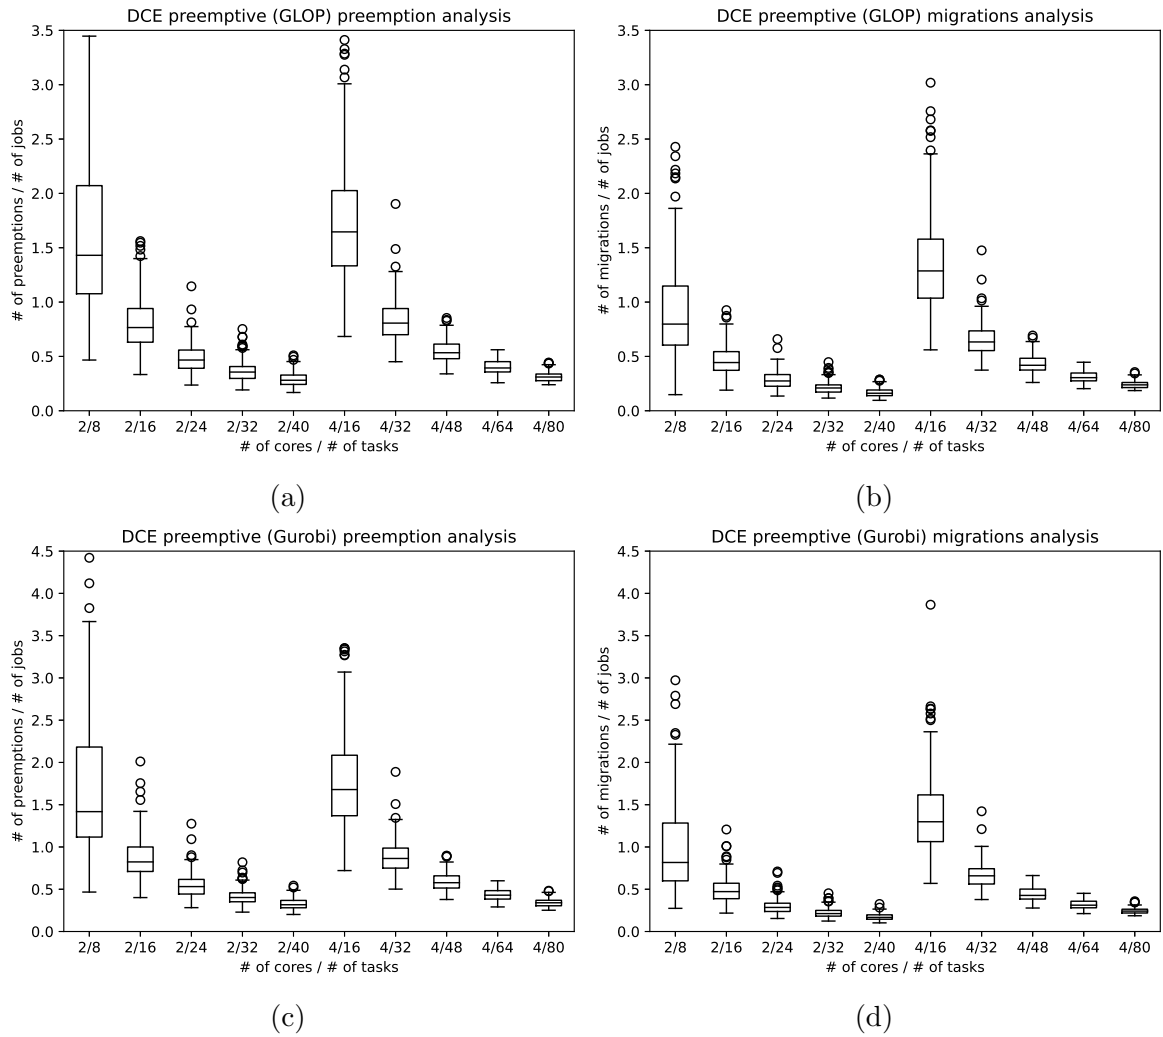 DCE preemptive (GLOP) preemption analysis
# of preemptions / # of jobs
3.5
3.0
2.5
2.0
1.5
1.0
0.5
0.0
2/8 2/16 2/24 2/32 2/40 4/16 4/32 4/48 4/64 4/80
# of cores / # of tasks
(a)
DCE preemptive (GLOP) migrations analysis
# of migrations / # of jobs
3.5
3.0
2.5
2.0
1.5
1.0
0.5
0.0
2/8 2/16 2/24 2/32 2/40 4/16 4/32 4/48 4/64 4/80
# of cores / # of tasks
(b)
DCE preemptive (Gurobi) preemption analysis
# of preemptions / # of jobs
4.5
4.0
3.5
3.0
2.5
2.0
1.5
1.0
0.5
0.0
2/8 2/16 2/24 2/32 2/40 4/16 4/32 4/48 4/64 4/80
# of cores / # of tasks
(c)
DCE preemptive (Gurobi) migrations analysis
# of migrations / # of jobs
4.5
4.0
3.5
3.0
2.5
2.0
1.5
1.0
0.5
0.0
2/8 2/16 2/24 2/32 2/40 4/16 4/32 4/48 4/64 4/80
# of cores / # of tasks
(d)